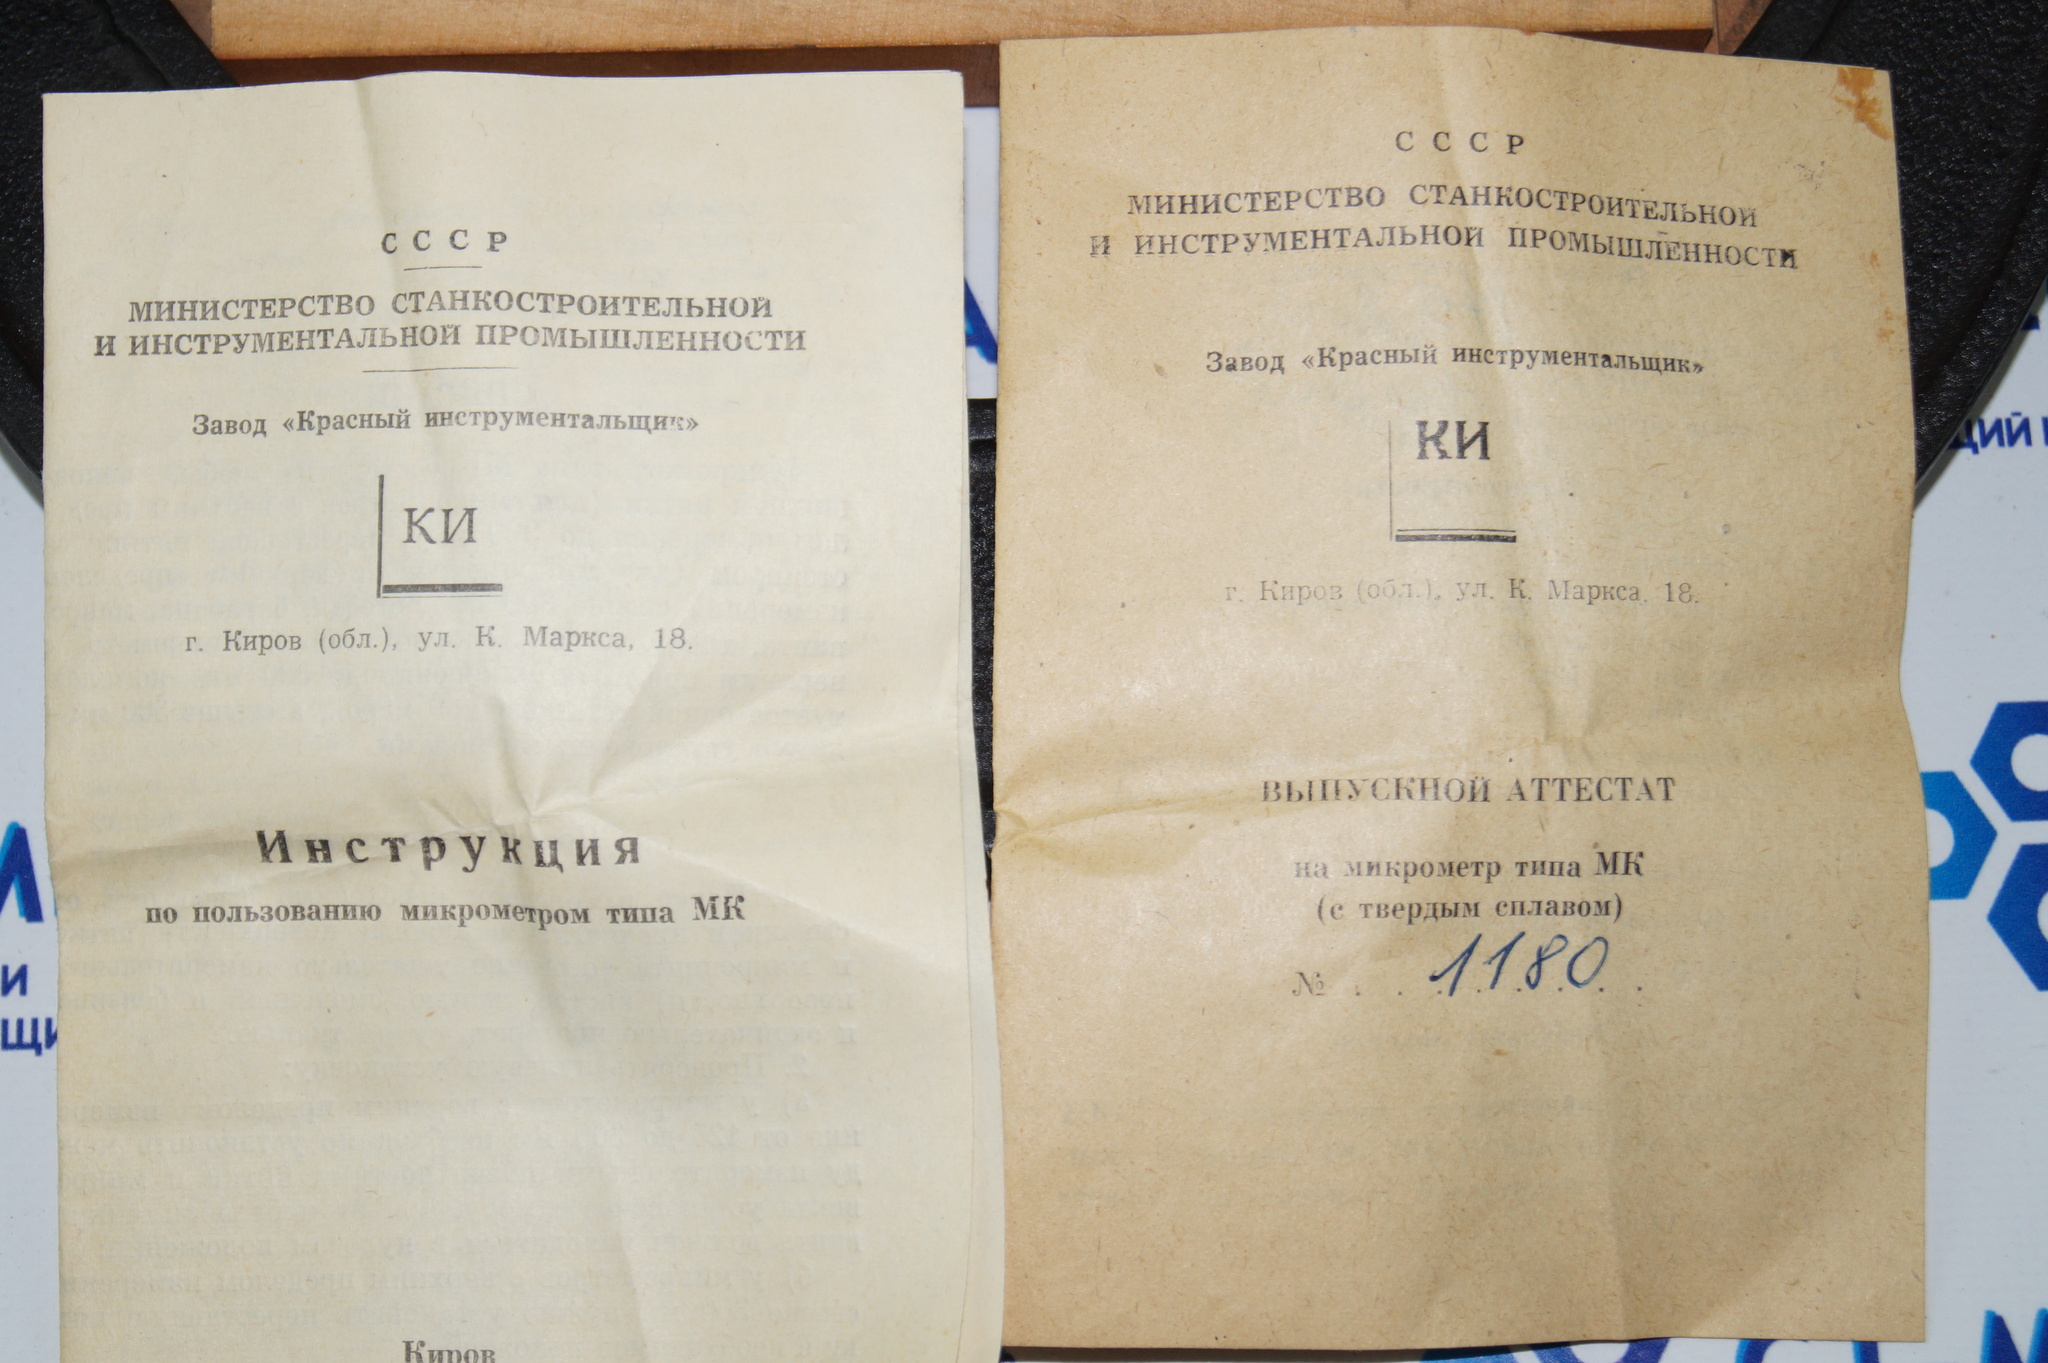 СССР
МИНИСТЕРСТВО СТАНКОСТРОИТЕЛЬНОЙ
И ИНСТРУМЕНТАЛЬНОЙ ПРОМЫШЛЕННОСТИ
Завод «Красный инструментальщик»
КИ
г. Киров (обл.), ул. К. Маркса, 18.
Инструкция
по пользованию микрометром типа МК
Киров
СССР
МИНИСТЕРСТВО СТАНКОСТРОИТЕЛЬНОЙ
И ИНСТРУМЕНТАЛЬНОЙ ПРОМЫШЛЕННОСТИ
Завод «Красный инструментальщик»
КИ
г. Киров (обл.), ул. К. Маркса, 18.
ВЫПУСКНОЙ АТТЕСТАТ
на микрометр типа МК
(с твердым сплавом)
№ 1180